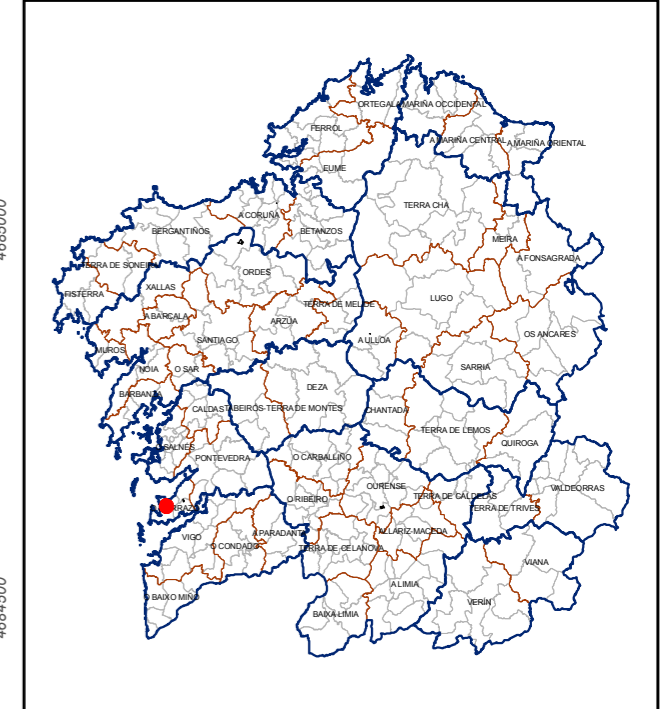 ORTEGAL
A MARIÑA OCCIDENTAL
FERROL
A MARIÑA CENTRAL
A MARIÑA ORIENTAL
EUME
TERRA CHA
A CORUÑA
BETANZOS
BERGANTIÑOS
MEIRA
A FONSAGRADA
TERRA DE SONEIRA
ORDES
XALLAS
FISTERRA
LUGO
TERRA DE MELIDE
A BARCALA
ARZÚA
OS ANCARES
SANTIAGO
A ULLOA
MUROS
NOIA
O SAR
SARRIA
DEZA
BARBANZA
CALDAS
TABEIRÓS-TERRA DE MONTES
CHANTADA
TERRA DE LEMOS
QUIROGA
O SALNÉS
PONTEVEDRA
O CARBALLIÑO
OURENSE
VALDEORRAS
TERRA DE CALDELAS
O RIBEIRO
TERRA DE TRIVES
A PARADANTA
ALLARIZ-MACEDA
VIGO
O CONDADO
TERRA DE CELANOVA
VIANA
A LIMIA
O BAIXO MIÑO
VERÍN
BAIXA LIMIA
4684500